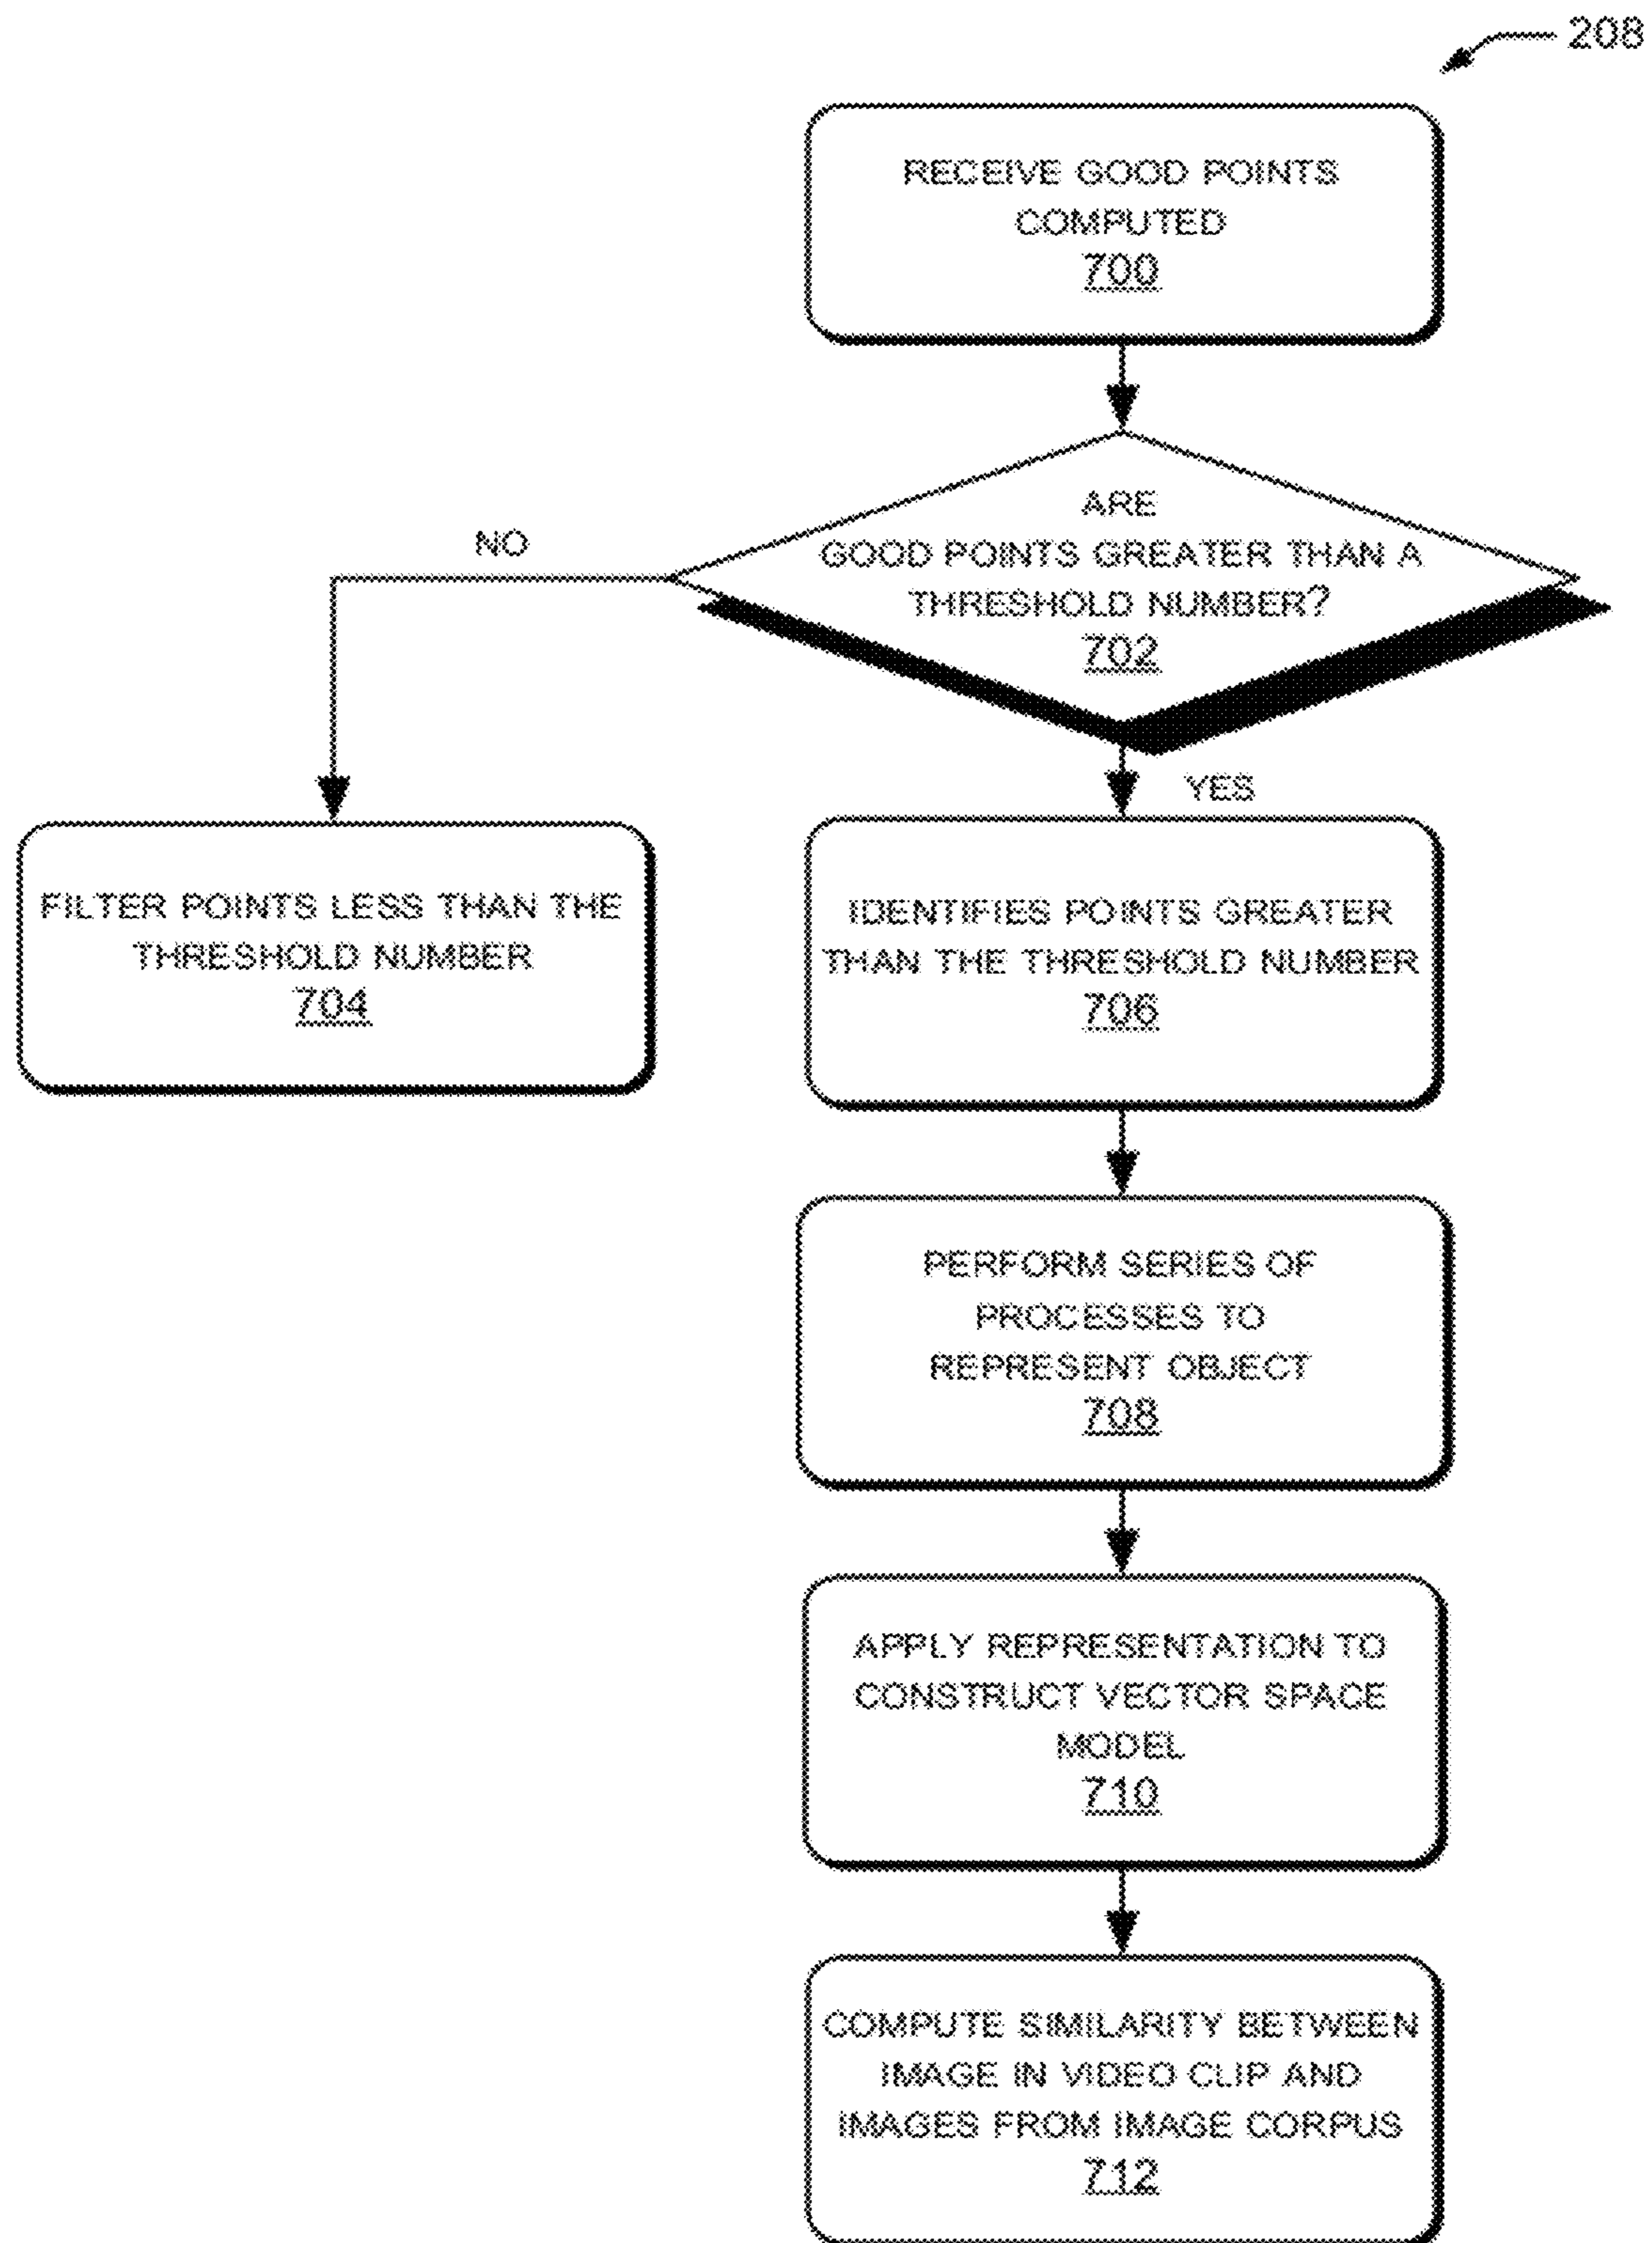 208
RECEIVE GOOD POINTS
COMPUTED
700
ARE
GOOD POINTS GREATER THAN A
THRESHOLD NUMBER?
702
NO
YES
FILTER POINTS LESS THAN THE
THRESHOLD NUMBER
704
IDENTIFIES POINTS GREATER
THAN THE THRESHOLD NUMBER
706
PERFORM SERIES OF
PROCESSES TO
REPRESENT OBJECT
708
APPLY REPRESENTATION TO
CONSTRUCT VECTOR SPACE
MODEL
710
COMPUTE SIMILARITY BETWEEN
IMAGE IN VIDEO CLIP AND
IMAGES FROM IMAGE CORPUS
712